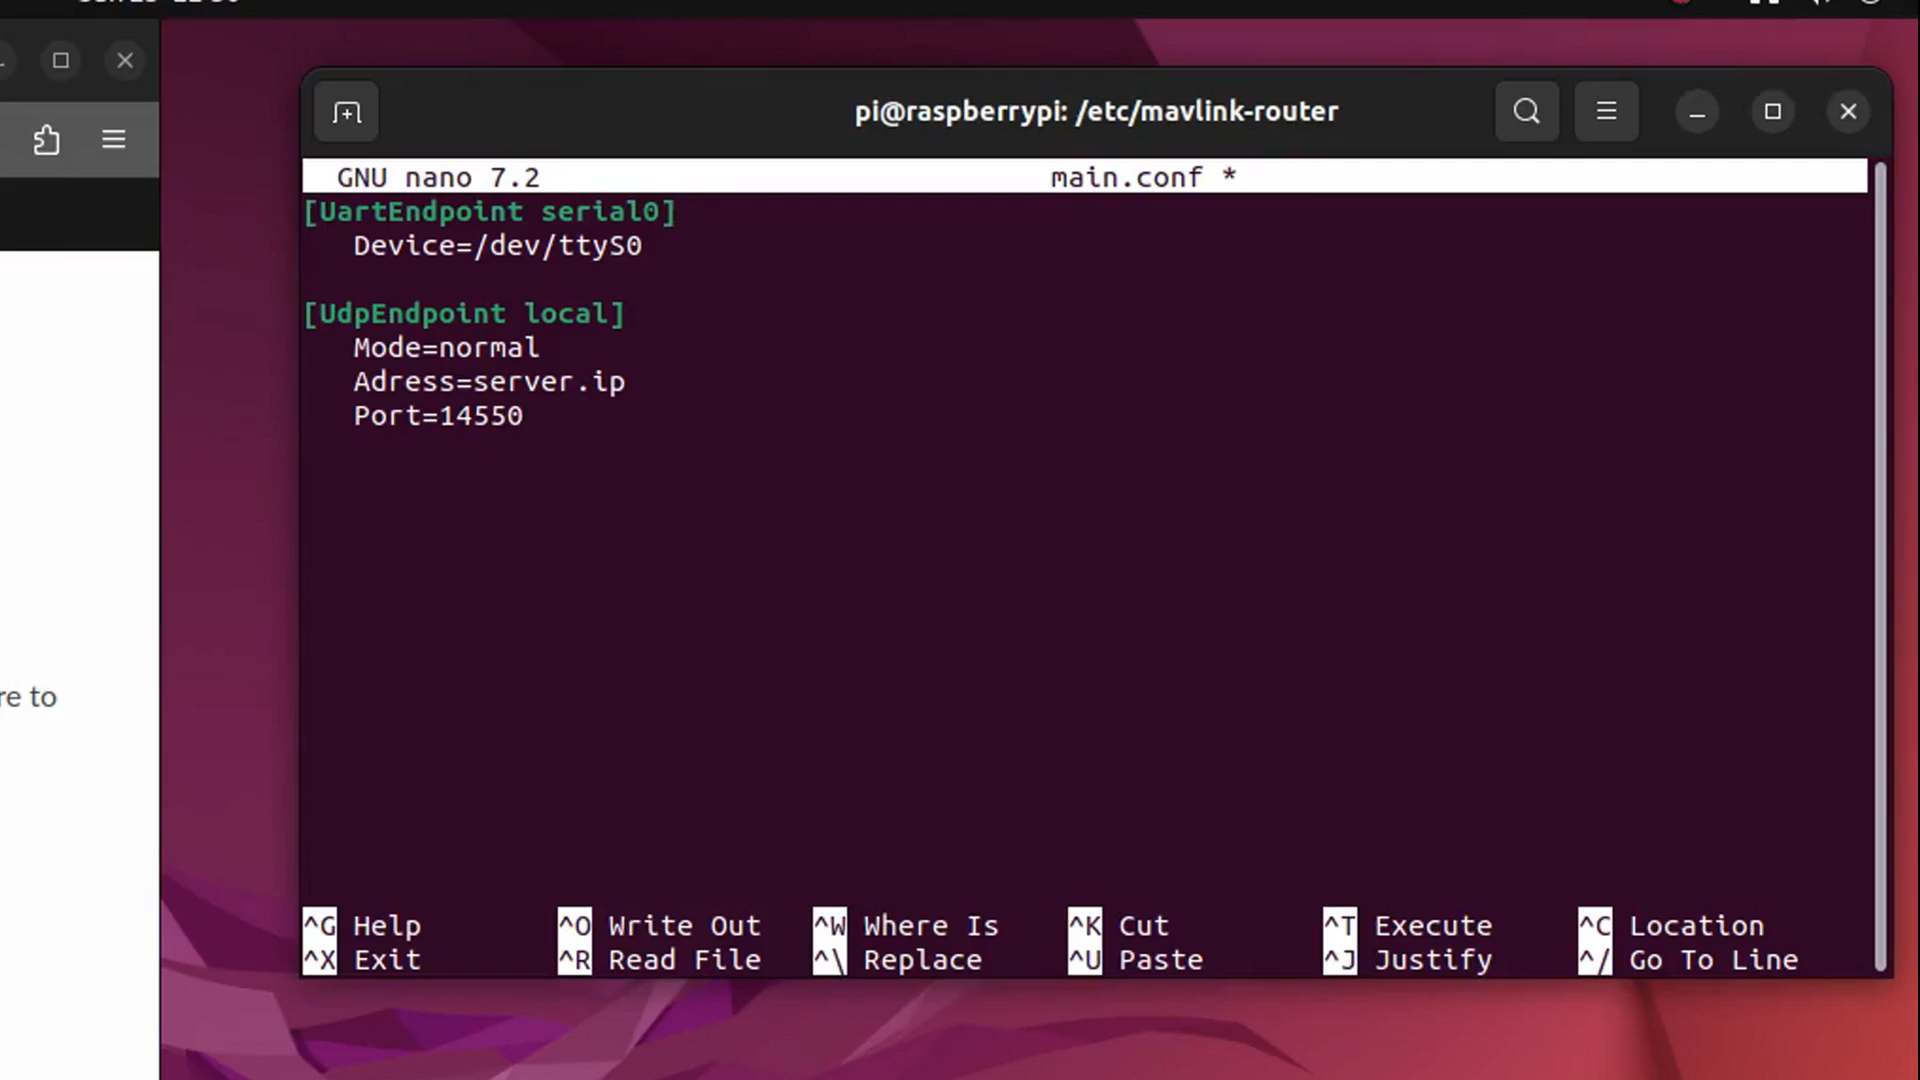 re to
pi@raspberrypi: /etc/mavlink-router
GNU nano 7.2 main.conf *
[UartEndpoint serial0]
Device=/dev/ttyS0
[UdpEndpoint local]
Mode=normal
Adress=server.ip
Port=14550
^G Help ^O Write Out ^W Where Is ^K Cut ^T Execute ^C Location
^X Exit ^R Read File ^\ Replace ^U Paste ^J Justify ^/ Go To Line